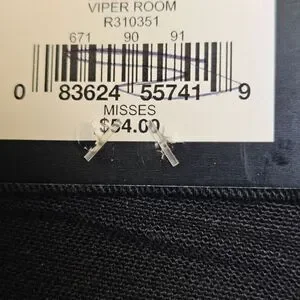 VIPER ROOM
R310351
671 90 91
0 83624 55741 9
MISSES
$54.00